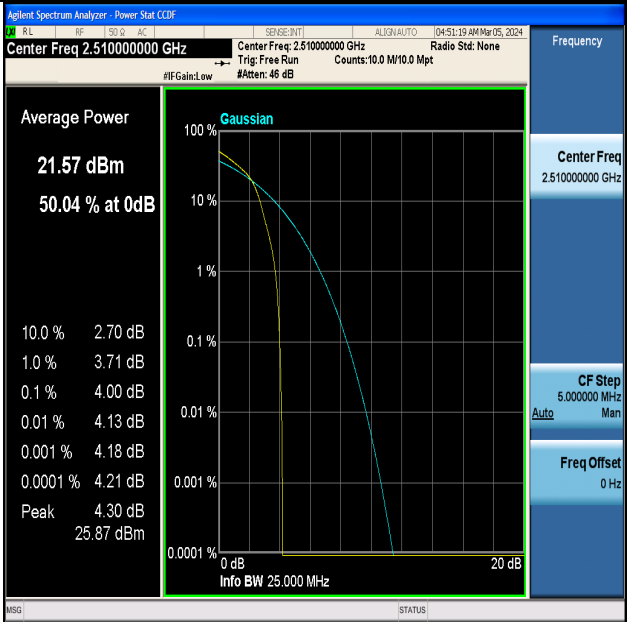 Agilent Spectrum Analyzer - Power Stat CCDF
LXI RL RF 50 Ω AC SENSE:INT ALIGN AUTO 04:51:19 AM Mar 05, 2024
Center Freq 2.510000000 GHz
Center Freq: 2.510000000 GHz Radio Std: None
Trig: Free Run Counts:10.0 M/10.0 Mpt
#IFGain:Low #Atten: 46 dB
Frequency
Average Power
21.57 dBm
50.04 % at 0dB
10.0 % 2.70 dB
1.0 % 3.71 dB
0.1 % 4.00 dB
0.01 % 4.13 dB
0.001 % 4.18 dB
0.0001 % 4.21 dB
Peak 4.30 dB
25.87 dBm
Gaussian
100 %
10 %
1 %
0.1 %
0.01 %
0.001 %
0.0001 %
0 dB 20 dB
Info BW 25.000 MHz
Center Freq
2.510000000 GHz
CF Step
5.000000 MHz
Auto Man
Freq Offset
0 Hz
MSG STATUS